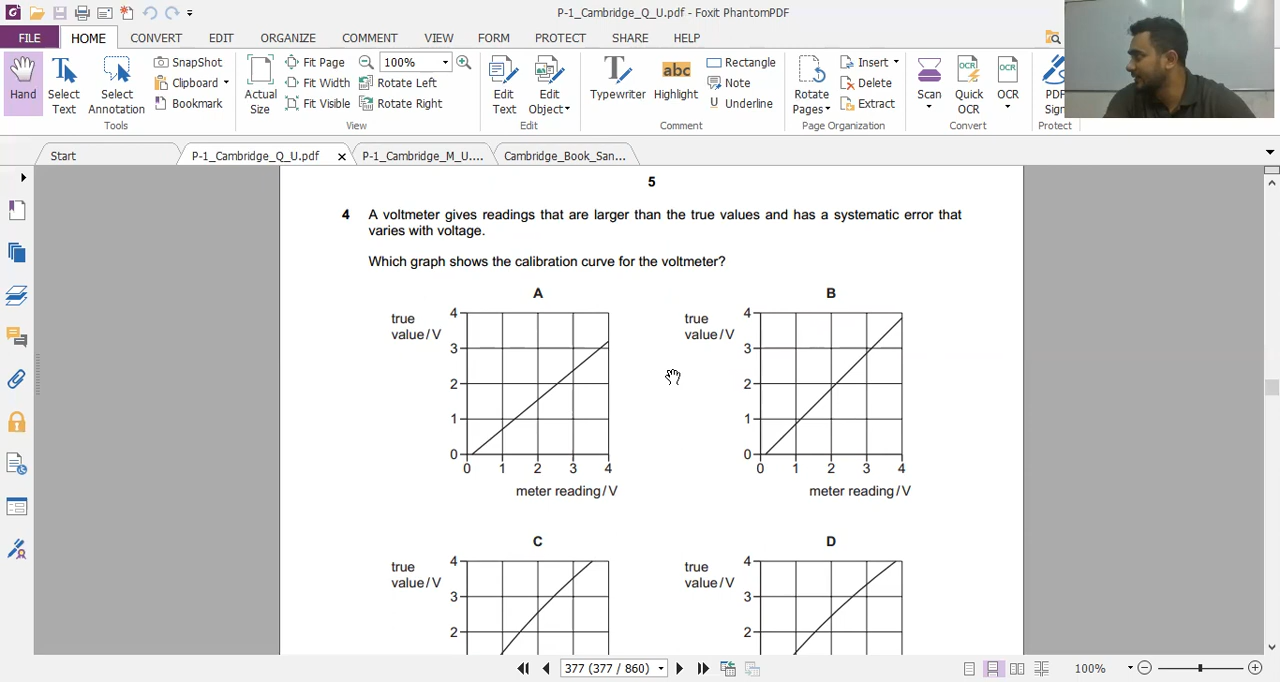 P-1_Cambridge_Q_U.pdf - Foxit PhantomPDF
FILE HOME CONVERT EDIT ORGANIZE COMMENT VIEW FORM PROTECT SHARE HELP
Hand
Select Text
Select Annotation
SnapShot
Clipboard
Bookmark
Tools
Actual Size
Fit Page
Fit Width
Fit Visible
100%
Rotate Left
Rotate Right
View
Edit Text
Edit Object
Edit
Typewriter
Highlight
Rectangle
Note
Underline
Comment
Rotate Pages
Insert
Delete
Extract
Page Organization
Scan
Quick OCR
OCR
Convert
PDF Sign
Protect
Start
P-1_Cambridge_Q_U.pdf
P-1_Cambridge_M_U....
Cambridge_Book_San...
5
4 A voltmeter gives readings that are larger than the true values and has a systematic error that
varies with voltage.
Which graph shows the calibration curve for the voltmeter?
A
true
value / V
4
3
2
1
0
0 1 2 3 4
meter reading / V
B
true
value / V
4
3
2
1
0
0 1 2 3 4
meter reading / V
C
true
value / V
4
3
2
D
true
value / V
4
3
2
377 (377 / 860)
100%